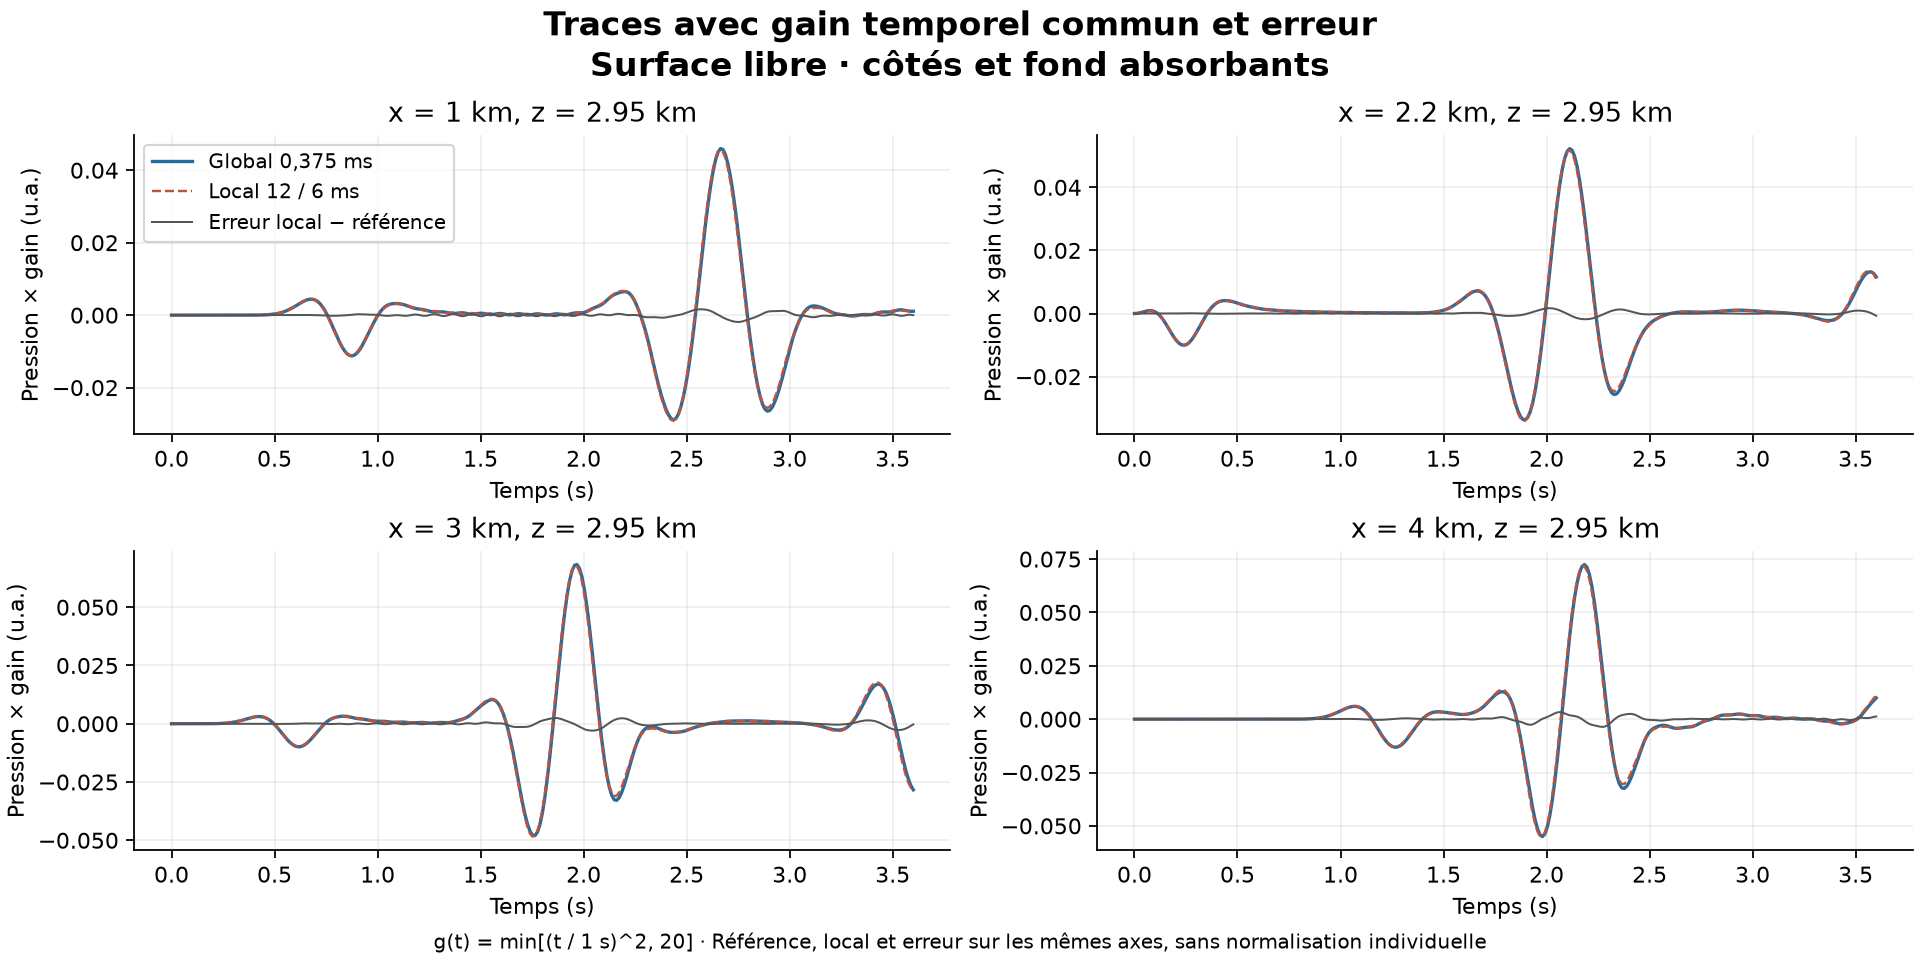 Traces avec gain temporel commun et erreur
Surface libre · côtés et fond absorbants
x = 1 km, z = 2.95 km
Pression × gain (u.a.)
0.04
0.02
0.00
−0.02
Global 0,375 ms
Local 12 / 6 ms
Erreur local − référence
0.0 0.5 1.0 1.5 2.0 2.5 3.0 3.5
Temps (s)
x = 2.2 km, z = 2.95 km
Pression × gain (u.a.)
0.04
0.02
0.00
−0.02
0.0 0.5 1.0 1.5 2.0 2.5 3.0 3.5
Temps (s)
x = 3 km, z = 2.95 km
Pression × gain (u.a.)
0.050
0.025
0.000
−0.025
−0.050
0.0 0.5 1.0 1.5 2.0 2.5 3.0 3.5
Temps (s)
x = 4 km, z = 2.95 km
Pression × gain (u.a.)
0.075
0.050
0.025
0.000
−0.025
−0.050
0.0 0.5 1.0 1.5 2.0 2.5 3.0 3.5
Temps (s)
g(t) = min[(t / 1 s)^2, 20] · Référence, local et erreur sur les mêmes axes, sans normalisation individuelle